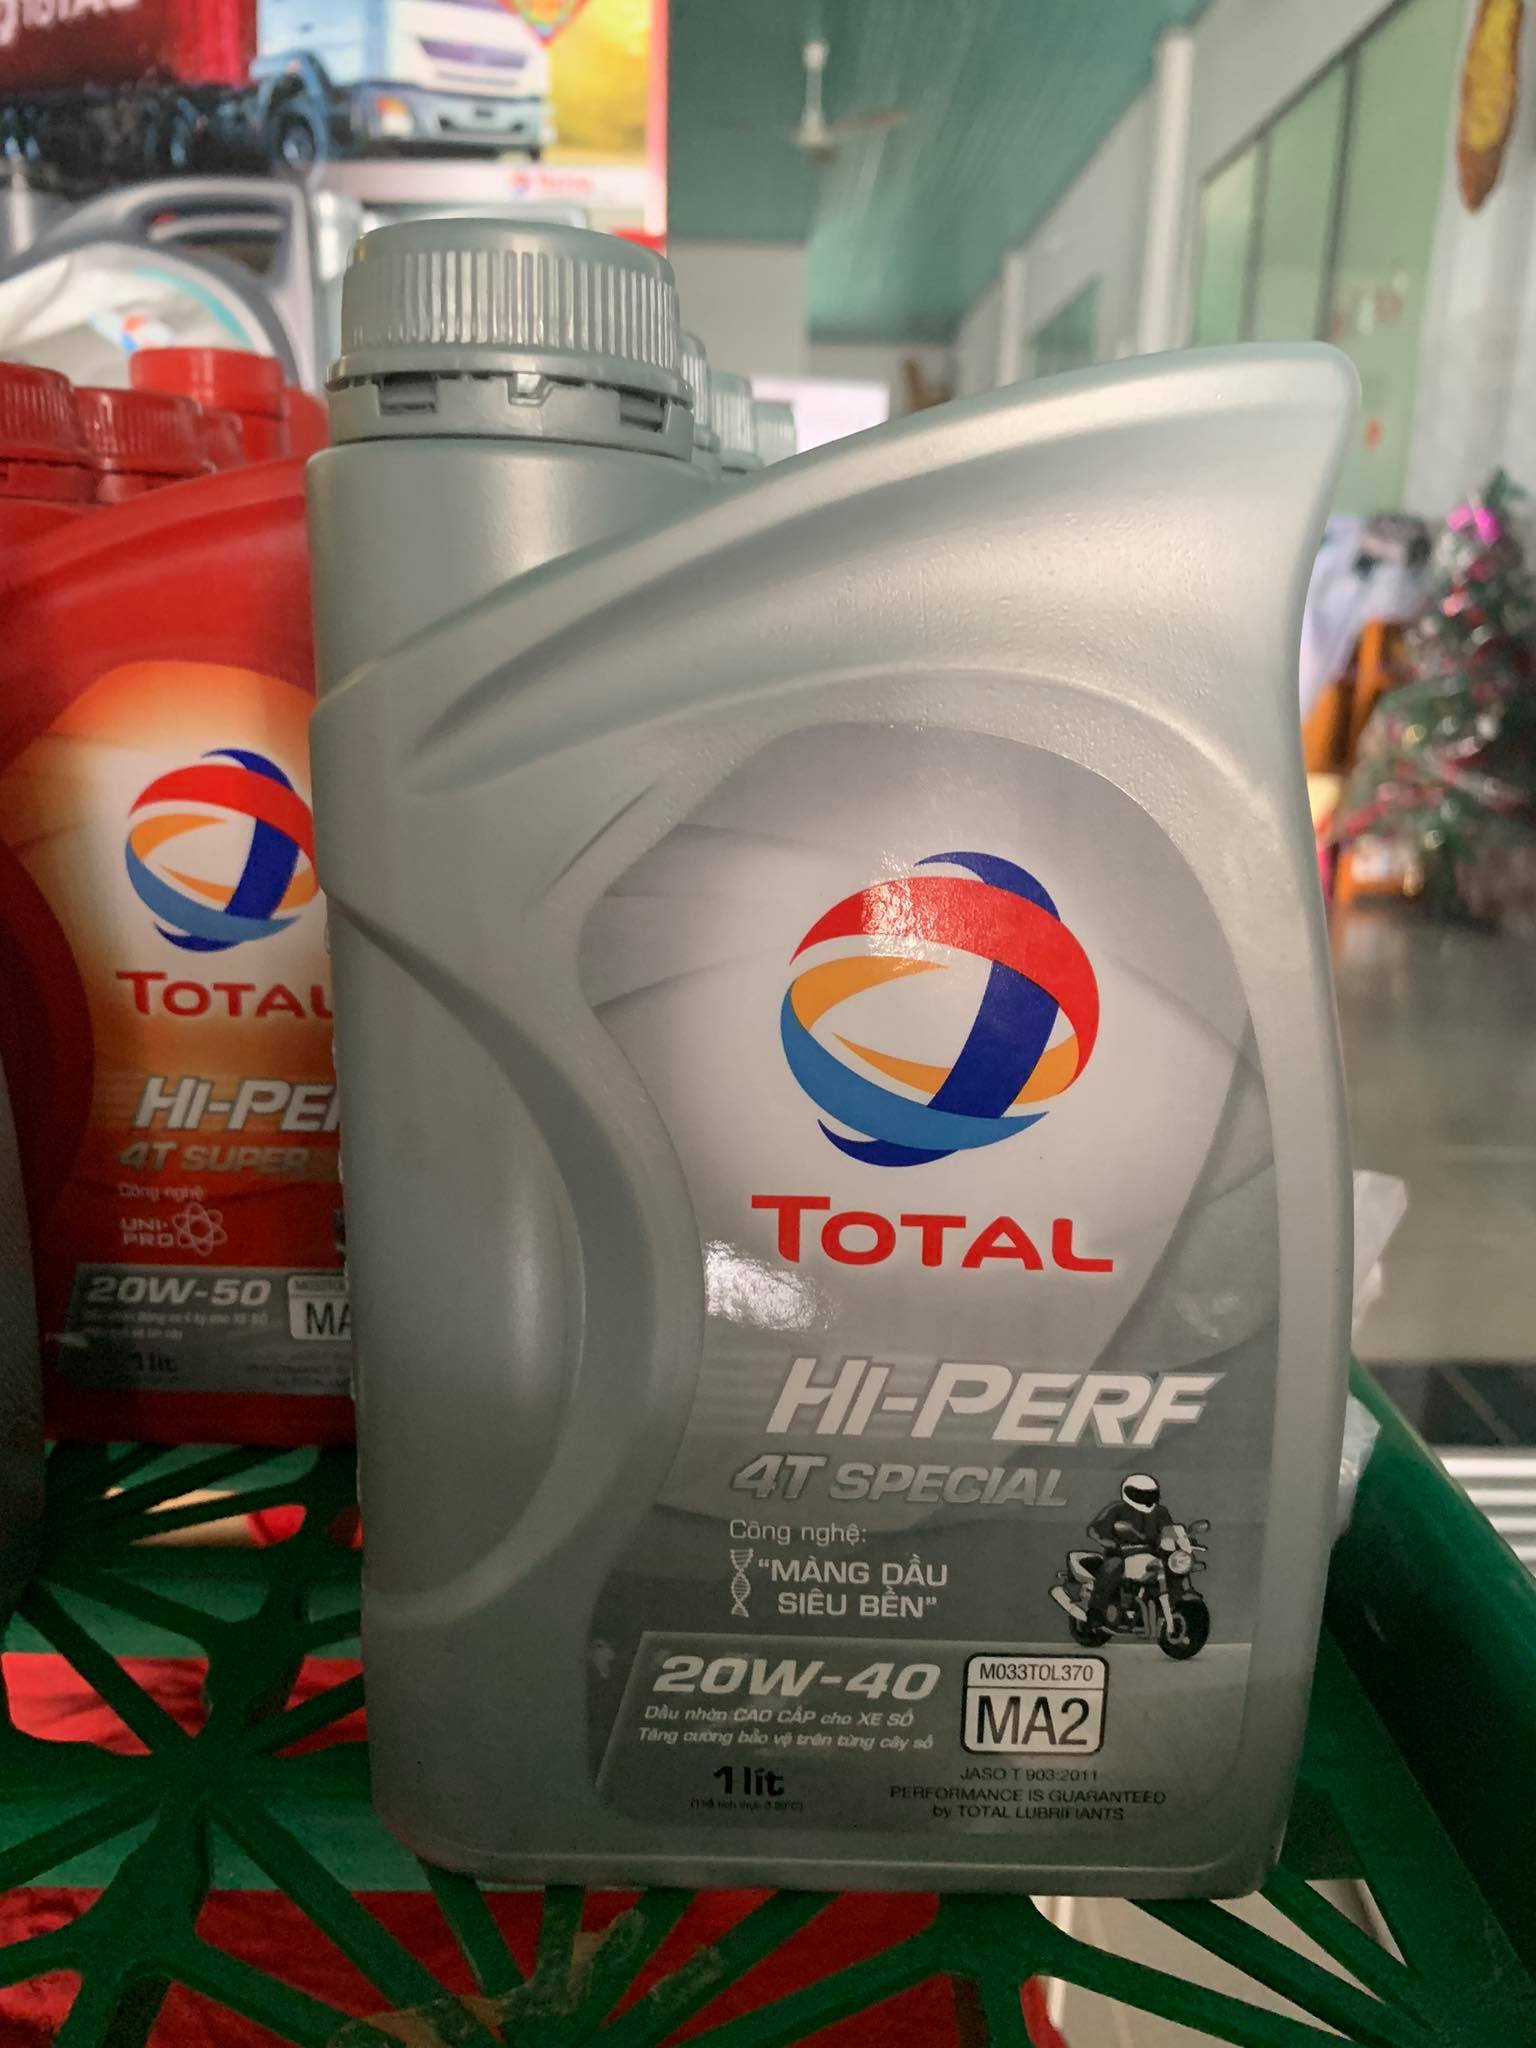 TOTAL
HI-PERF
4T SPECIAL
Công nghệ:
"MÀNG DẦU
SIÊU BỀN"
20W-40
Dầu nhờn CAO CẤP cho XE SỐ
Tăng cường bảo vệ trên từng cây số
M033TOL370
MA2
1 lít
JASO T 903:2011
PERFORMANCE IS GUARANTEED
by TOTAL LUBRIFIANTS
TOTAL
HI-PE
4T SUPER
Công nghệ
UNI-
PRO
20W-50
MA
1 lít